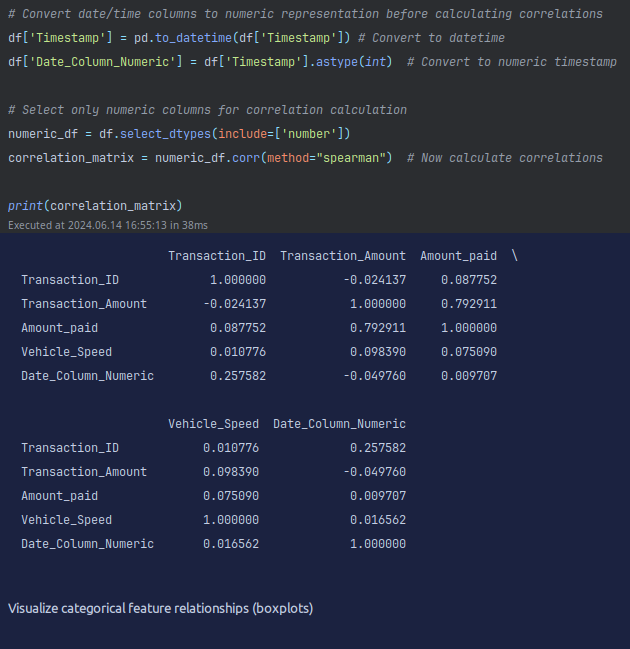 # Convert date/time columns to numeric representation before calculating correlations
df['Timestamp'] = pd.to_datetime(df['Timestamp']) # Convert to datetime
df['Date_Column_Numeric'] = df['Timestamp'].astype(int)  # Convert to numeric timestamp
# Select only numeric columns for correlation calculation
numeric_df = df.select_dtypes(include=['number'])
correlation_matrix = numeric_df.corr(method="spearman")  # Now calculate correlations
print(correlation_matrix)
Executed at 2024.06.14 16:55:13 in 38ms
Transaction_ID  Transaction_Amount  Amount_paid  \
Transaction_ID 1.000000 -0.024137 0.087752
Transaction_Amount -0.024137 1.000000 0.792911
Amount_paid 0.087752 0.792911 1.000000
Vehicle_Speed 0.010776 0.098390 0.075090
Date_Column_Numeric 0.257582 -0.049760 0.009707
Vehicle_Speed  Date_Column_Numeric
Transaction_ID 0.010776 0.257582
Transaction_Amount 0.098390 -0.049760
Amount_paid 0.075090 0.009707
Vehicle_Speed 1.000000 0.016562
Date_Column_Numeric 0.016562 1.000000
Visualize categorical feature relationships (boxplots)